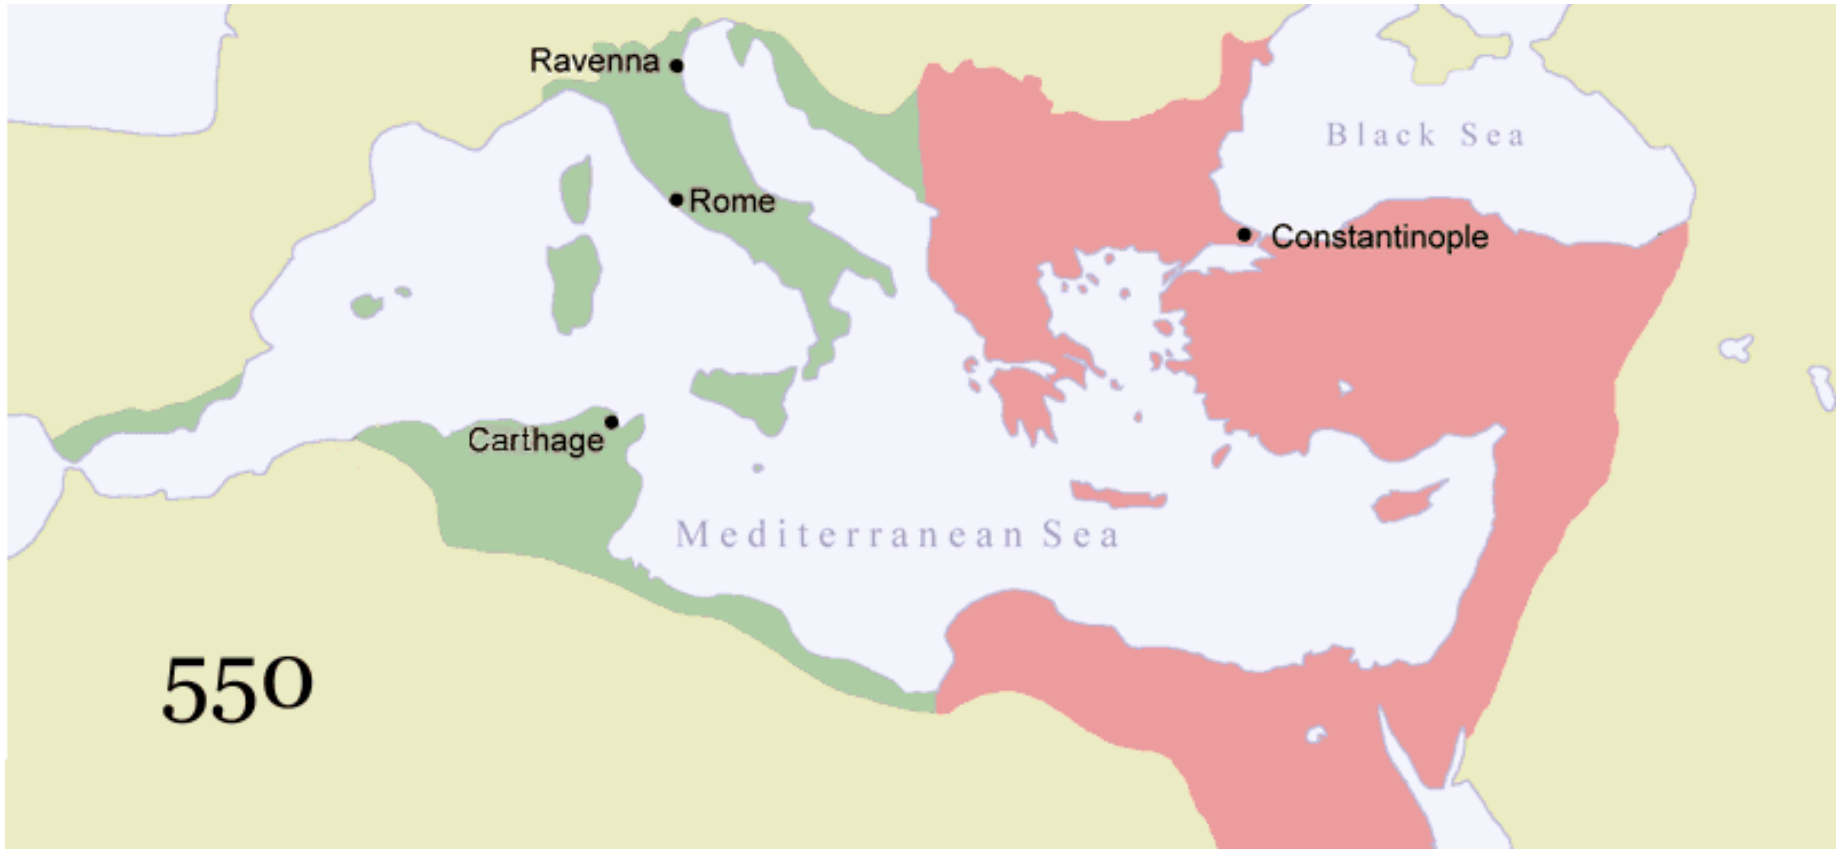 Ravenna
Black Sea
Rome
Constantinople
Carthage
Mediterranean Sea
550